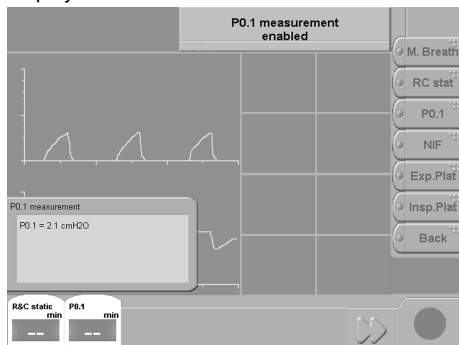 P0.1 measurement
enabled
M. Breath
RC stat
P0.1
NIF
Exp.Plat
Insp.Plat
Back
P0.1 measurement
P0.1 = 2.1 cmH2O
R&C static
min
--
P0.1
min
--